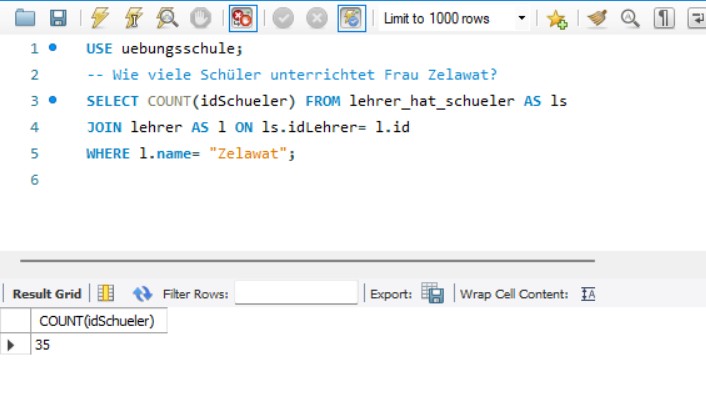 Limit to 1000 rows
1 USE uebungsschule;
2 -- Wie viele Schüler unterrichtet Frau Zelawat?
3 SELECT COUNT(idSchueler) FROM lehrer_hat_schueler AS ls
4 JOIN lehrer AS l ON ls.idLehrer= l.id
5 WHERE l.name= "Zelawat";
6
Result Grid Filter Rows: Export: Wrap Cell Content: IA
COUNT(idSchueler)
35